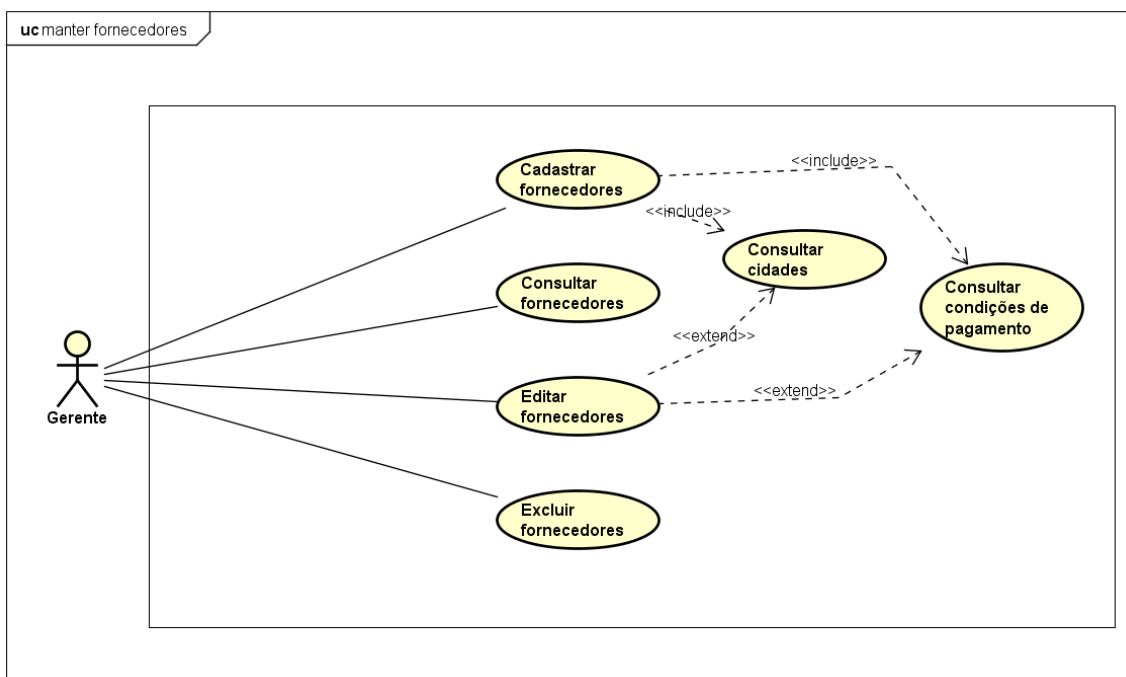 uc manter fornecedores
Cadastrar
fornecedores
<<include>>
<<include>>
Consultar
cidades
Consultar
fornecedores
Consultar
condições de
pagamento
<<extend>>
Gerente
Editar
fornecedores
<<extend>>
Excluir
fornecedores